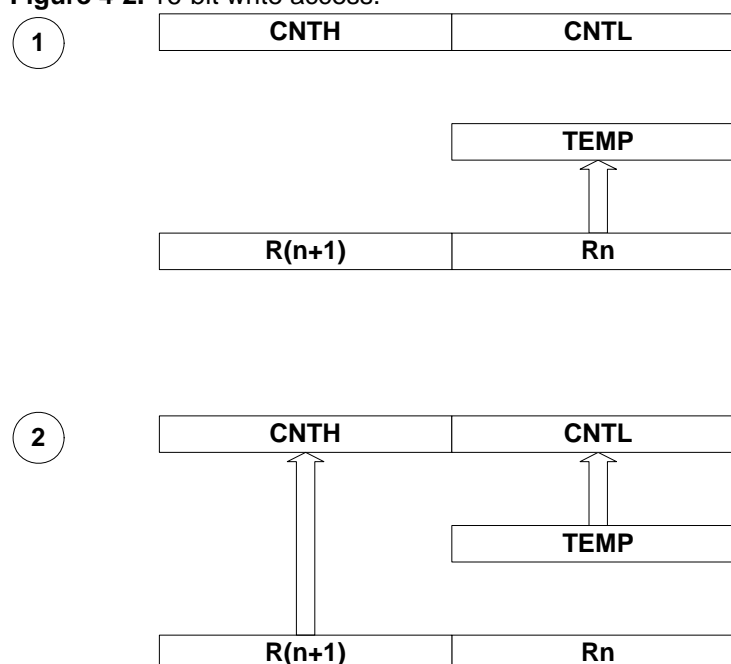 Figure 4-2. 16-bit write access.
1
CNTH CNTL
TEMP
R(n+1) Rn
2
CNTH CNTL
TEMP
R(n+1) Rn